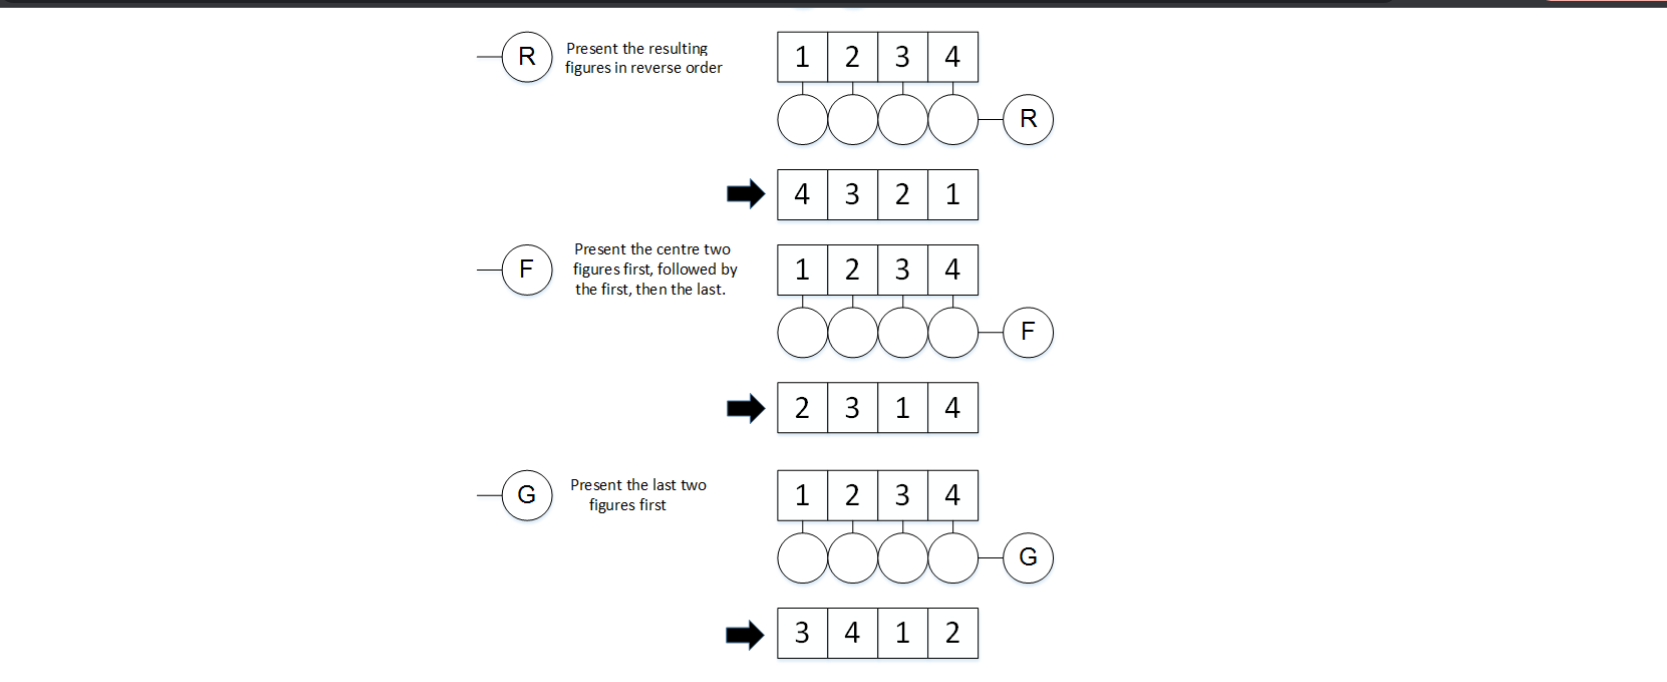 R
Present the resulting
figures in reverse order
1 2 3 4
R
4 3 2 1
F
Present the centre two
figures first, followed by
the first, then the last.
1 2 3 4
F
2 3 1 4
G
Present the last two
figures first
1 2 3 4
G
3 4 1 2